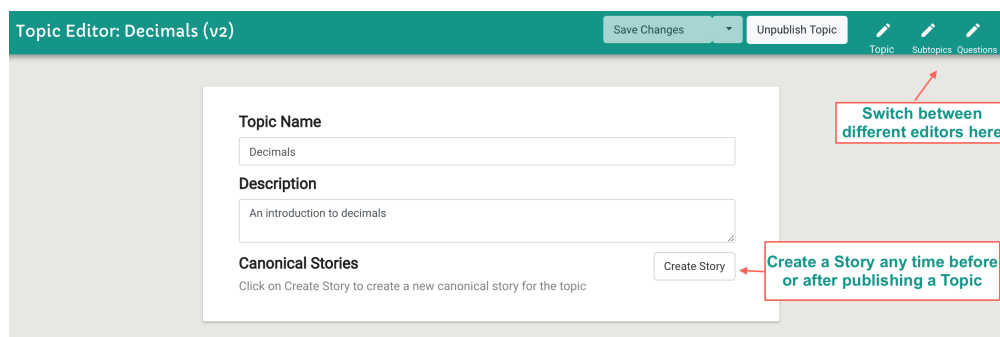 Topic Editor: Decimals (v2)
Save Changes
Unpublish Topic
Topic
Subtopics
Questions
Switch between
different editors here
Topic Name
Decimals
Description
An introduction to decimals
Canonical Stories
Create Story
Click on Create Story to create a new canonical story for the topic
Create a Story any time before
or after publishing a Topic